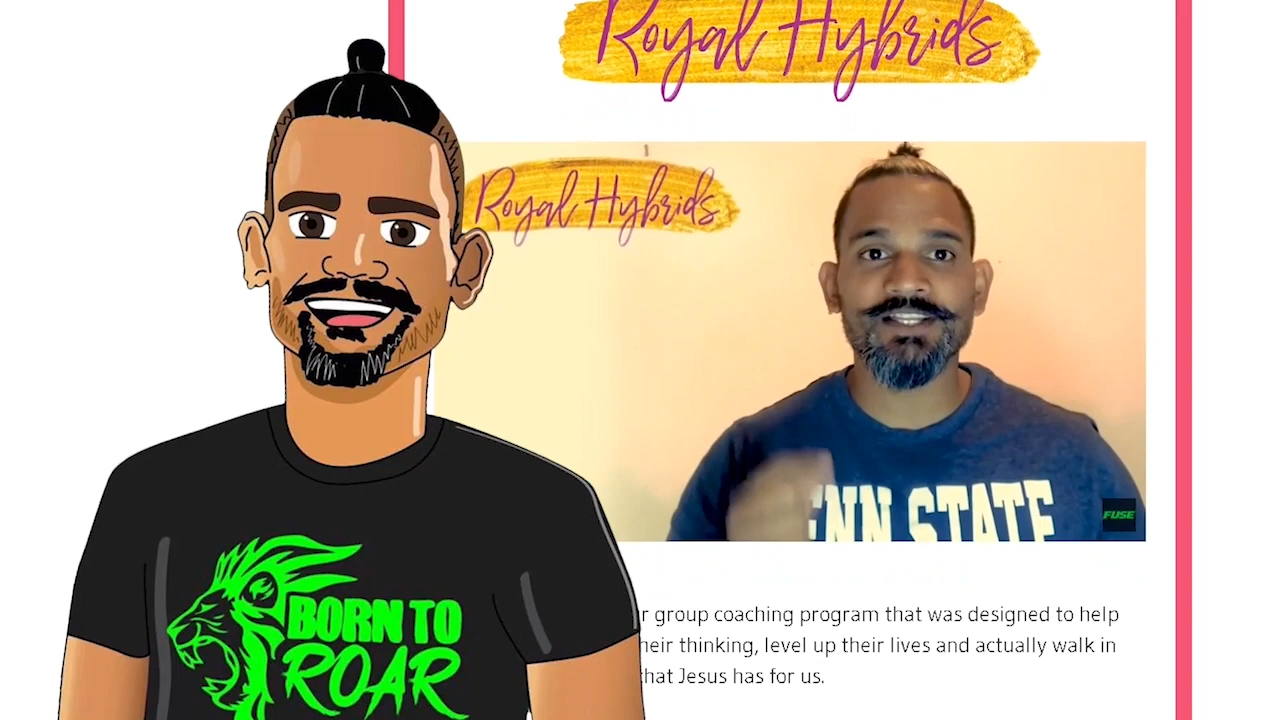 Royal Hybrids
Royal Hybrids
ENN STATE
FUSE
BORN TO
ROAR
r group coaching program that was designed to help
heir thinking, level up their lives and actually walk in
that Jesus has for us.